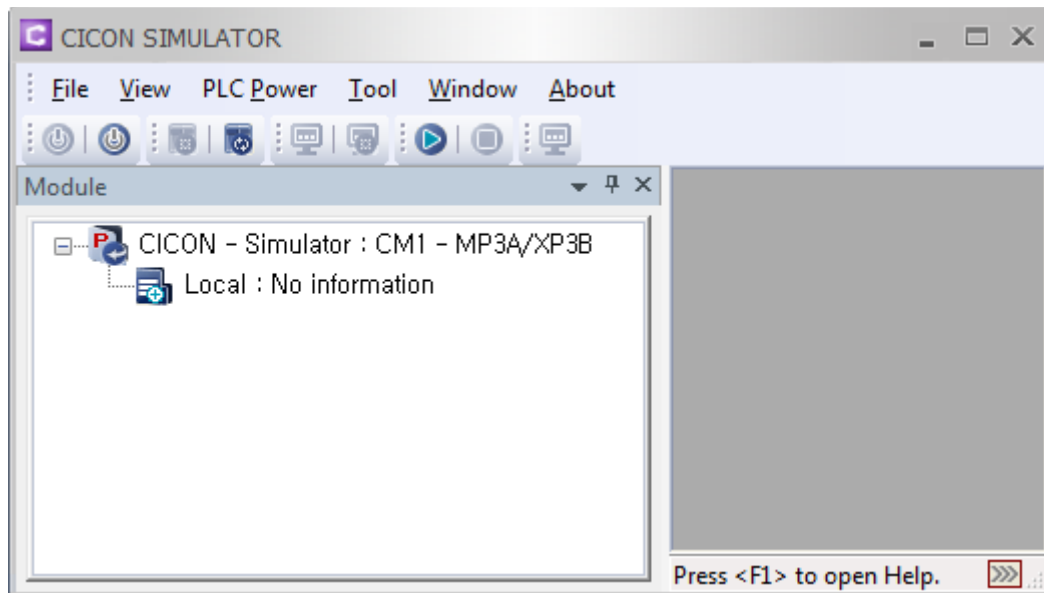 CICON SIMULATOR
File View PLC Power Tool Window About
Module
CICON - Simulator : CM1 - MP3A/XP3B
Local : No information
Press <F1> to open Help.